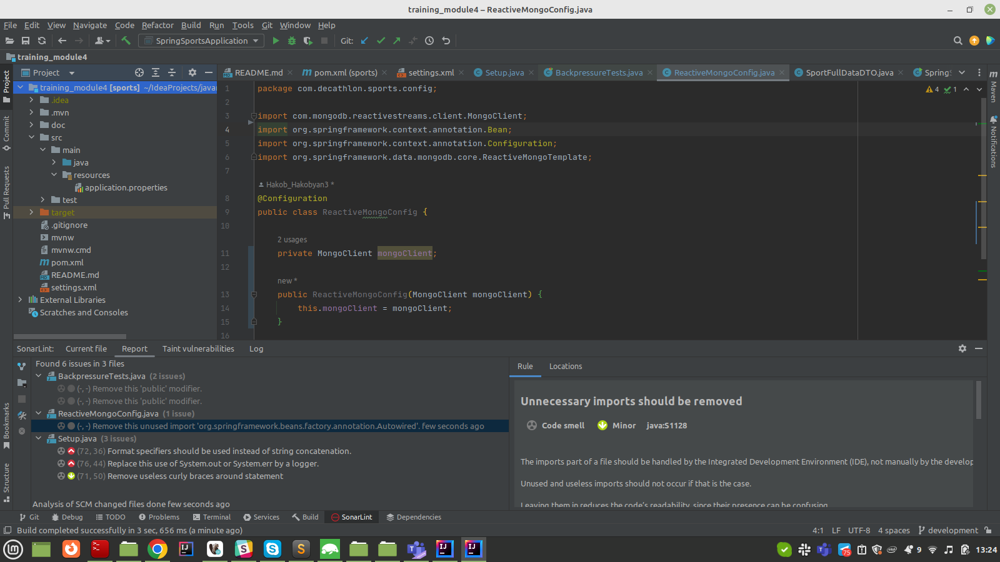 training_module4 – ReactiveMongoConfig.java
File Edit View Navigate Code Refactor Build Run Tools Git Window Help
SpringSportsApplication Git:
training_module4
Project
README.md pom.xml (sports) settings.xml Setup.java BackpressureTests.java ReactiveMongoConfig.java SportFullDataDTO.java
training_module4 [sports] ~/IdeaProjects/java
.idea
.mvn
doc
src
main
java
resources
application.properties
test
target
.gitignore
mvnw
mvnw.cmd
pom.xml
README.md
settings.xml
External Libraries
Scratches and Consoles
Project
Commit
Pull Requests
Bookmarks
Structure
1 package com.decathlon.sports.config;
2
3 import com.mongodb.reactivestreams.client.MongoClient;
4 import org.springframework.context.annotation.Bean;
5 import org.springframework.context.annotation.Configuration;
6 import org.springframework.data.mongodb.core.ReactiveMongoTemplate;
7
Hakob_Hakobyan3 *
8 @Configuration
9 public class ReactiveMongoConfig {
10
2 usages
11 private MongoClient mongoClient;
12
new *
13 public ReactiveMongoConfig(MongoClient mongoClient) {
14 this.mongoClient = mongoClient;
15 }
16
4 1
m Maven
Notifications
SonarLint: Current file Report Taint vulnerabilities Log
Found 6 issues in 3 files
BackpressureTests.java (2 issues)
(-, -) Remove this 'public' modifier.
(-, -) Remove this 'public' modifier.
ReactiveMongoConfig.java (1 issue)
(-, -) Remove this unused import 'org.springframework.beans.factory.annotation.Autowired'. few seconds ago
Setup.java (3 issues)
(72, 36) Format specifiers should be used instead of string concatenation.
(76, 44) Replace this use of System.out or System.err by a logger.
(71, 50) Remove useless curly braces around statement
Analysis of SCM changed files done few seconds ago
Rule Locations
Unnecessary imports should be removed
Code smell Minor java:S1128
The imports part of a file should be handled by the Integrated Development Environment (IDE), not manually by the develop
Unused and useless imports should not occur if that is the case.
Leaving them in reduces the code's readability, since their presence can be confusing.
Git Debug TODO Problems Terminal Services Build SonarLint Dependencies
Build completed successfully in 3 sec, 656 ms (a minute ago) 4:1 LF UTF-8 4 spaces development
75 9 13:24